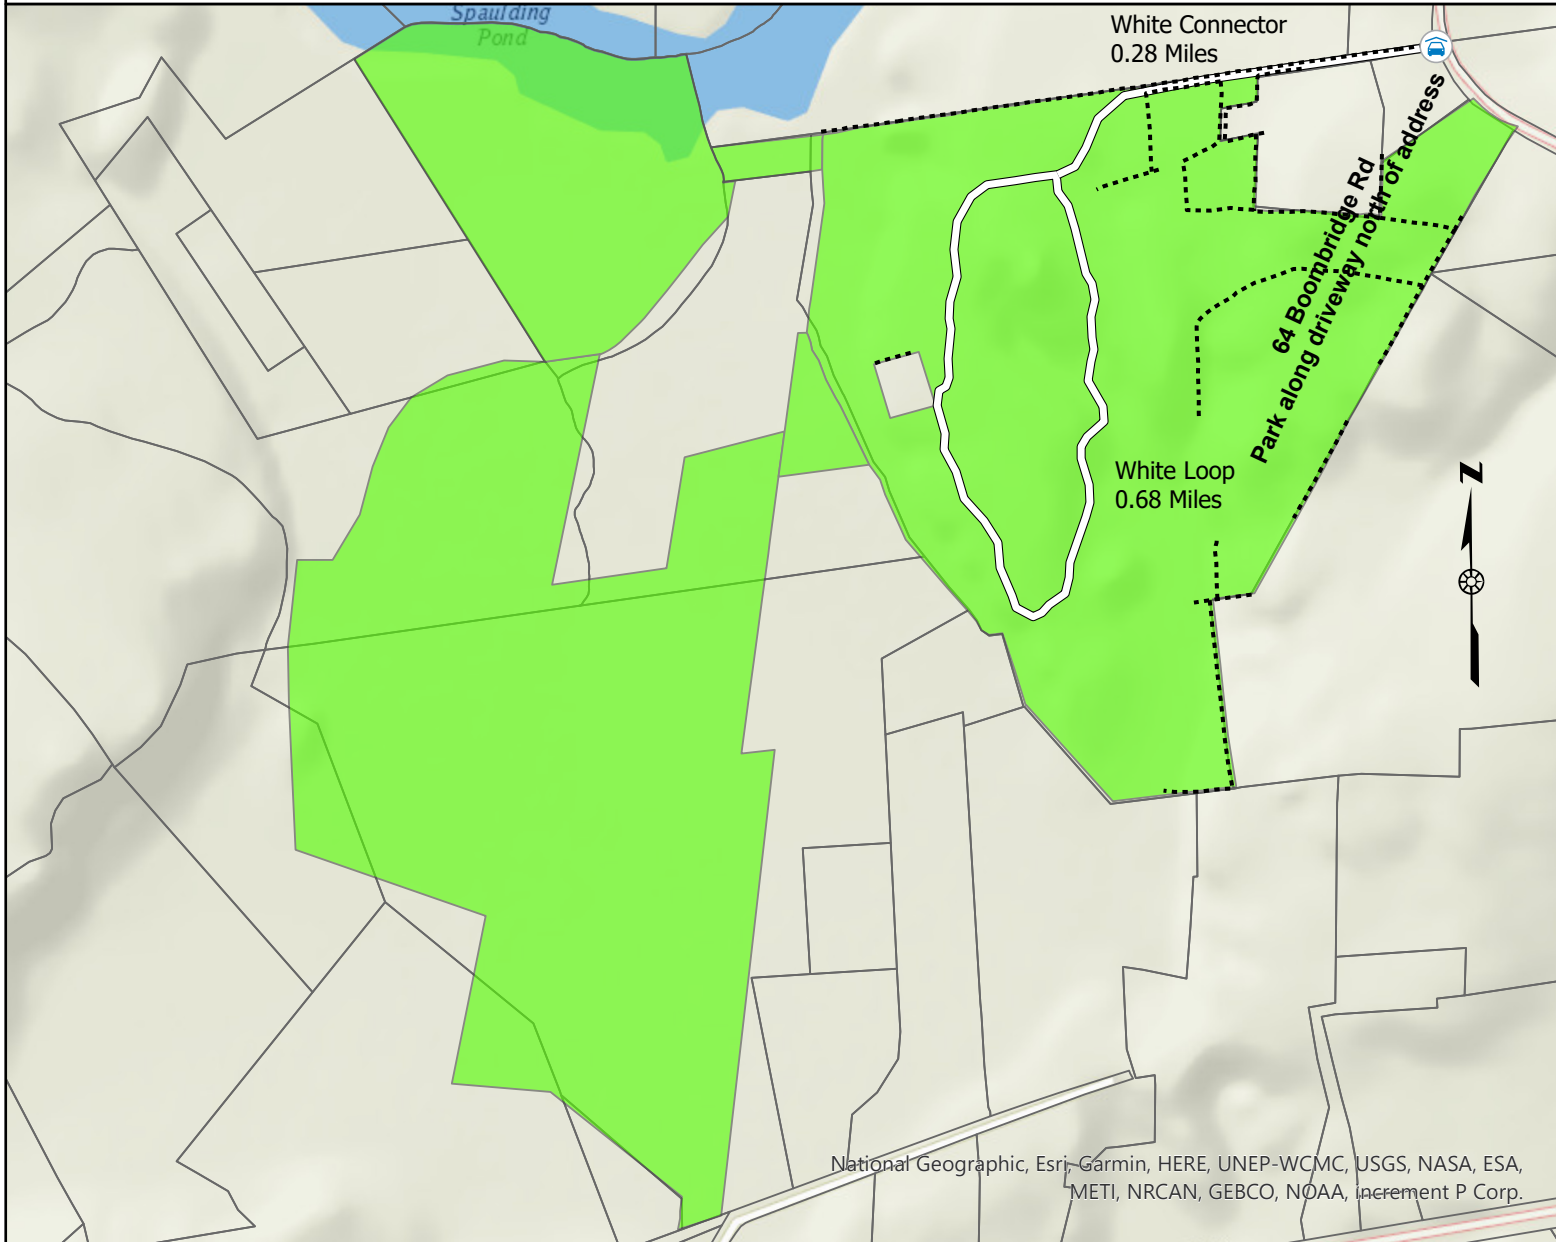 Spaulding
Pond
White Connector
0.28 Miles
64 Boombridge Rd
Park along driveway north of address
White Loop
0.68 Miles
N
National Geographic, Esri, Garmin, HERE, UNEP-WCMC, USGS, NASA, ESA,
METI, NRCAN, GEBCO, NOAA, increment P Corp.